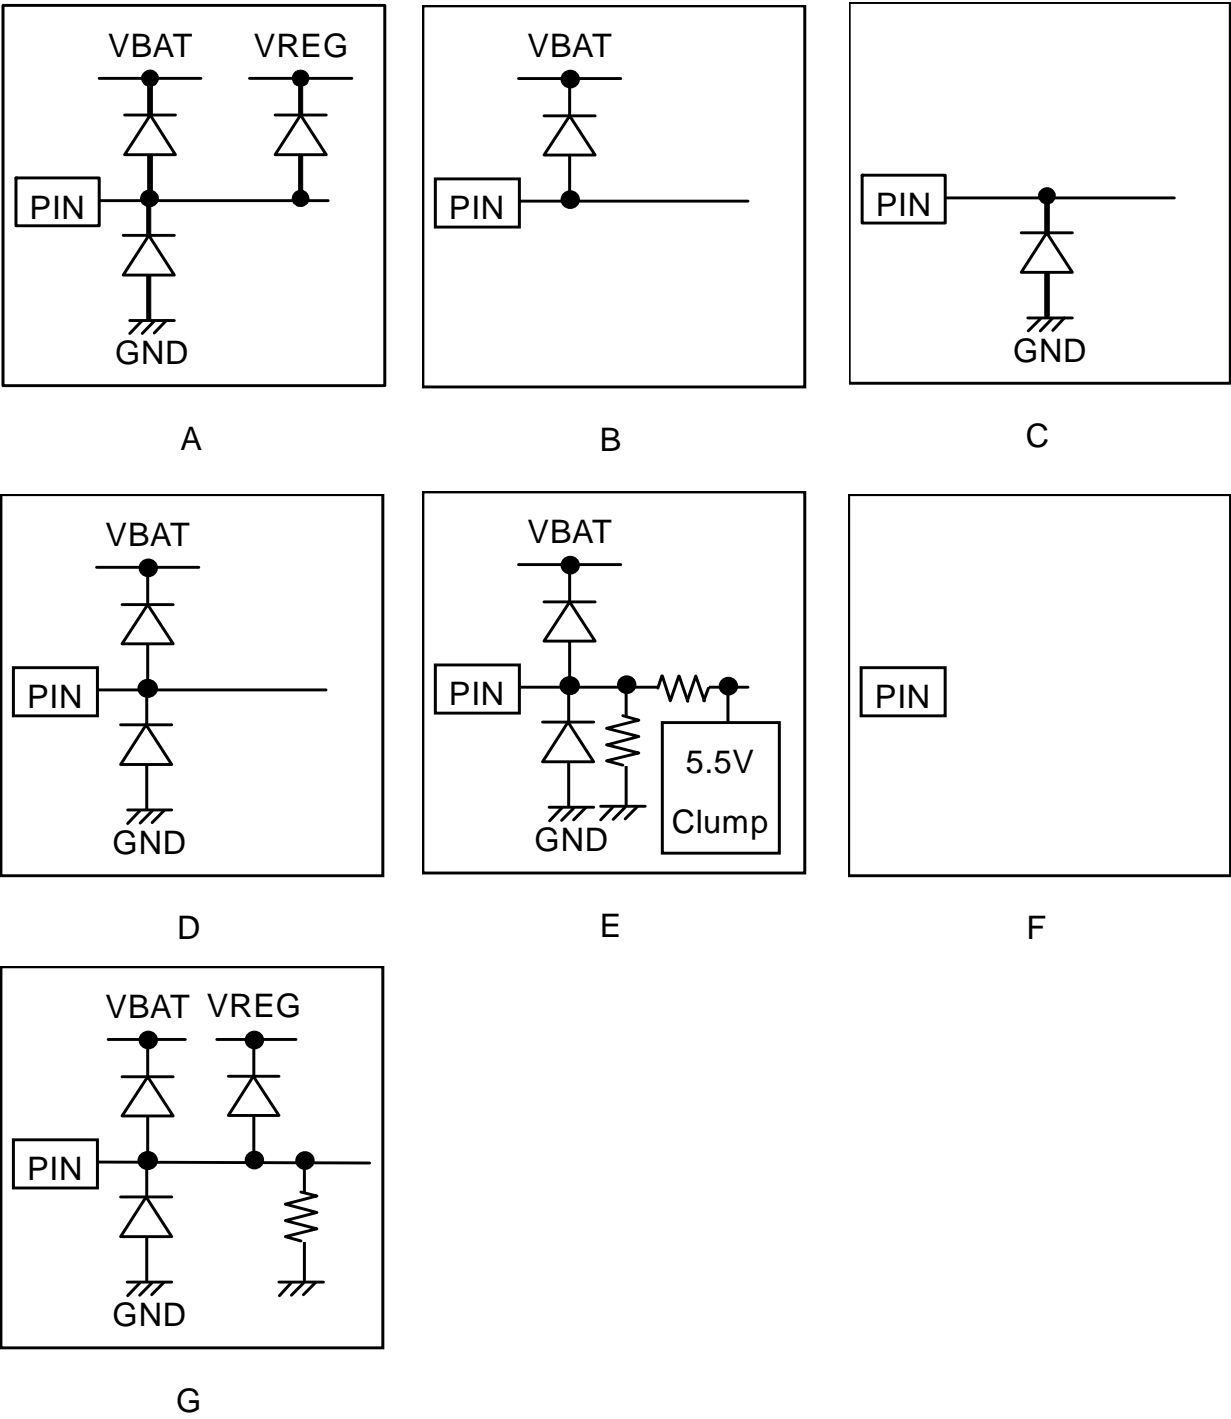 VBAT VREG
PIN
GND
A
VBAT
PIN
B
PIN
GND
C
VBAT
PIN
GND
D
VBAT
PIN
5.5V
Clump
GND
E
PIN
F
VBAT VREG
PIN
GND
G